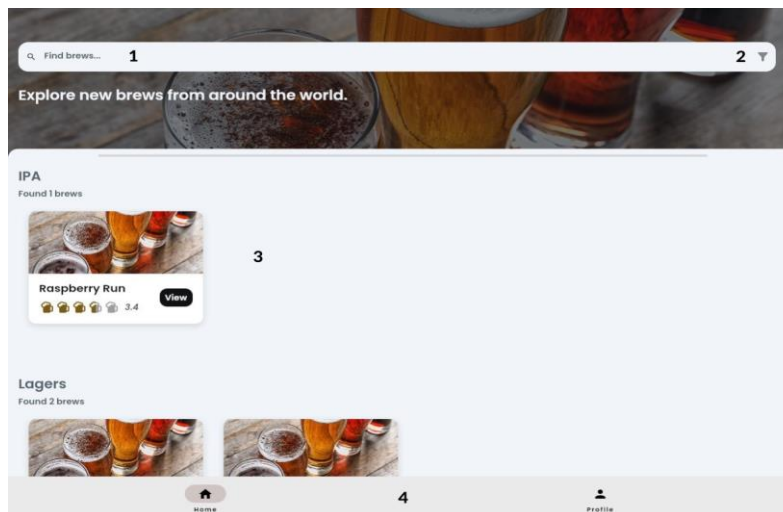 Find brews... 1 2
Explore new brews from around the world.
IPA
Found 1 brews
3
Raspberry Run
3.4 View
Lagers
Found 2 brews
4
Home Profile